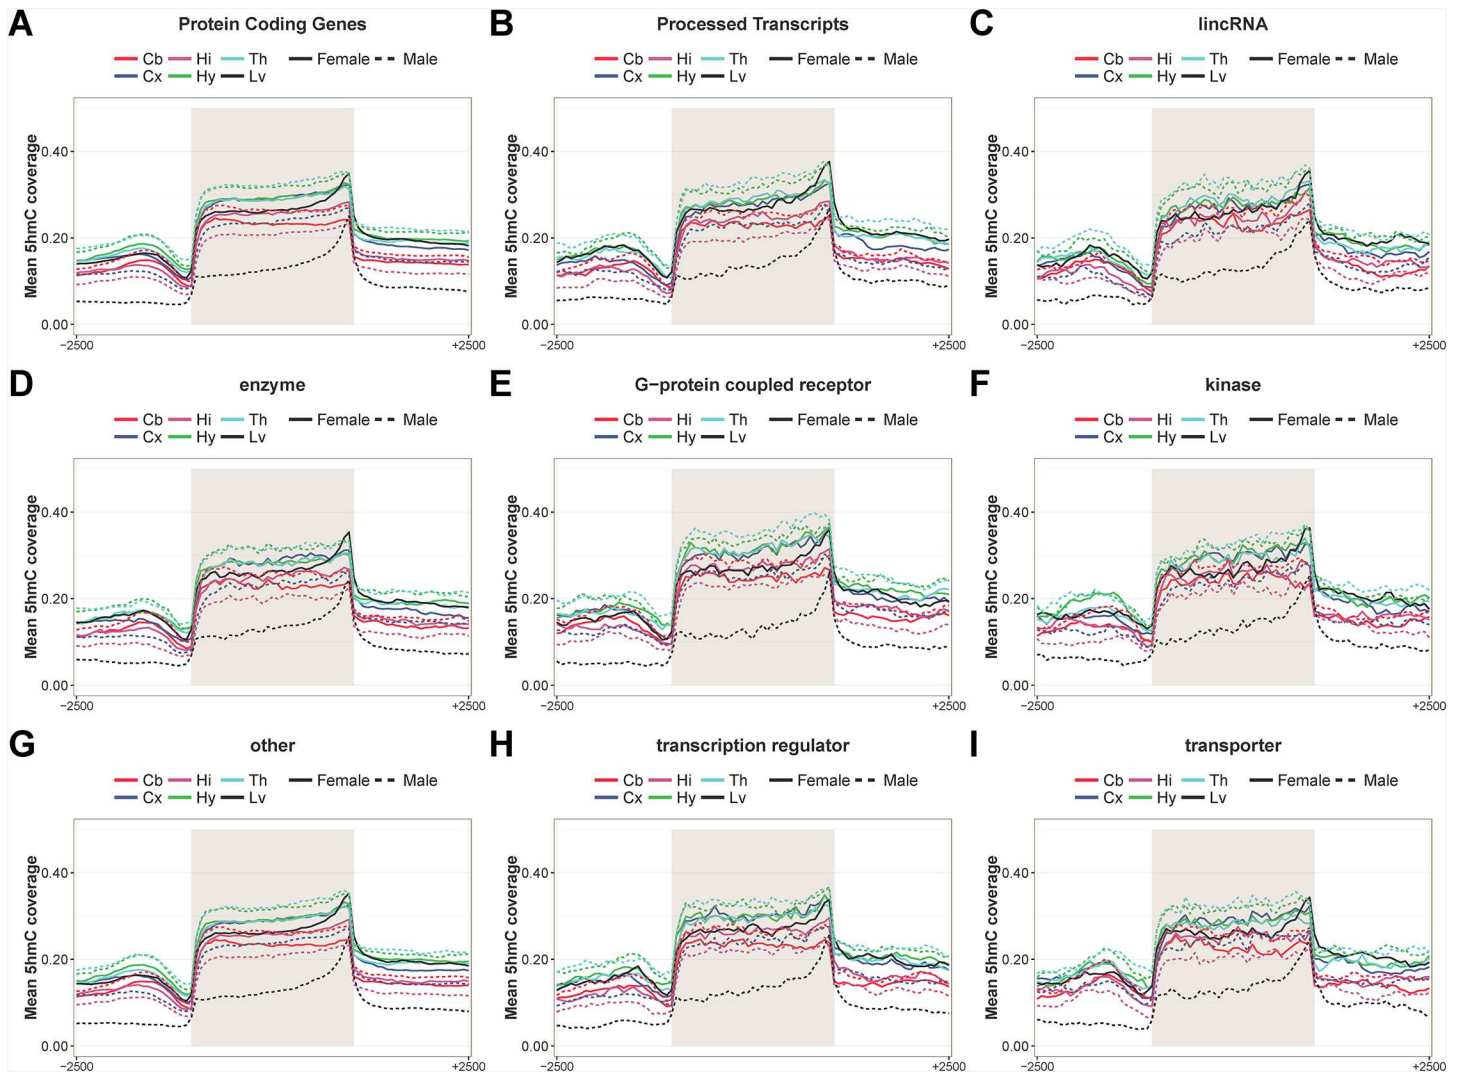 A Protein Coding Genes
Cb Hi Th Female Male
Cx Hy Lv
Mean 5hmC coverage
0.40
0.20
0.00
−2500 +2500
B Processed Transcripts
Cb Hi Th Female Male
Cx Hy Lv
Mean 5hmC coverage
0.40
0.20
0.00
−2500 +2500
C lincRNA
Cb Hi Th Female Male
Cx Hy Lv
Mean 5hmC coverage
0.40
0.20
0.00
−2500 +2500
D enzyme
Cb Hi Th Female Male
Cx Hy Lv
Mean 5hmC coverage
0.40
0.20
0.00
−2500 +2500
E G−protein coupled receptor
Cb Hi Th Female Male
Cx Hy Lv
Mean 5hmC coverage
0.40
0.20
0.00
−2500 +2500
F kinase
Cb Hi Th Female Male
Cx Hy Lv
Mean 5hmC coverage
0.40
0.20
0.00
−2500 +2500
G other
Cb Hi Th Female Male
Cx Hy Lv
Mean 5hmC coverage
0.40
0.20
0.00
−2500 +2500
H transcription regulator
Cb Hi Th Female Male
Cx Hy Lv
Mean 5hmC coverage
0.40
0.20
0.00
−2500 +2500
I transporter
Cb Hi Th Female Male
Cx Hy Lv
Mean 5hmC coverage
0.40
0.20
0.00
−2500 +2500